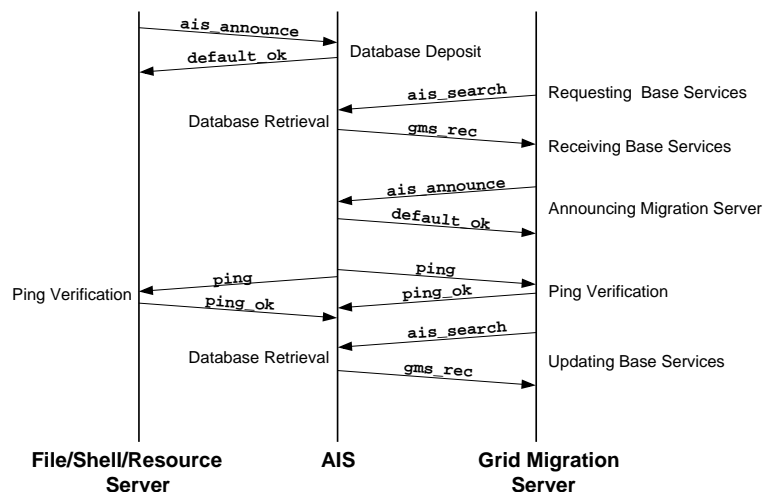 ais_announce
Database Deposit
default_ok
ais_search
Requesting Base Services
Database Retrieval
gms_rec
Receiving Base Services
ais_announce
Announcing Migration Server
default_ok
ping
ping
Ping Verification
ping_ok
ping_ok
Ping Verification
ais_search
Database Retrieval
Updating Base Services
gms_rec
File/Shell/Resource
Server
AIS
Grid Migration
Server